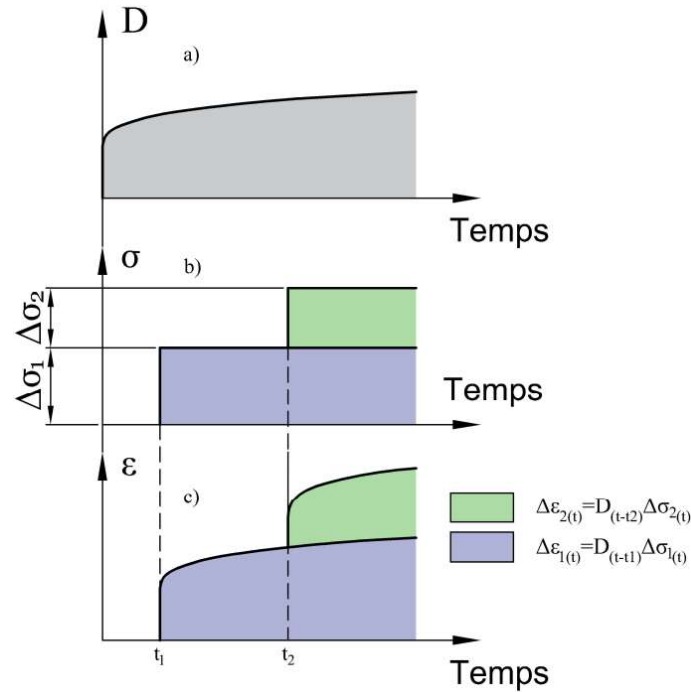 D
a)
Temps
σ
b)
Δσ2
Δσ1
Temps
ε
c)
Δε2(t)=D(t-t2)Δσ2(t)
Δε1(t)=D(t-t1)Δσ1(t)
t1
t2
Temps